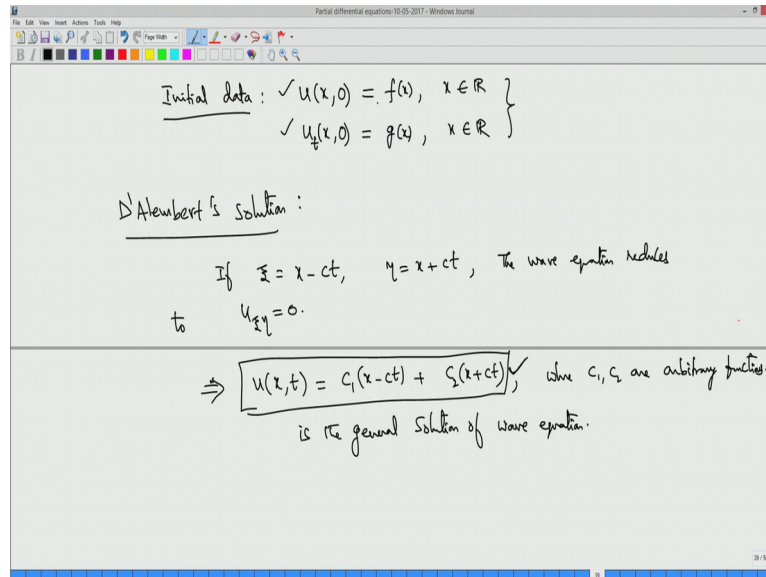 Partial differential equations-10-05-2017 - Windows Journal
File Edit View Insert Actions Tools Help
Page Width
B I
Initial data : ✓ u(x,0) = f(x), x ∈ ℝ }
✓ u_t(x,0) = g(x), x ∈ ℝ
D'Alembert's solution :
If ξ = x - ct, η = x + ct, The wave equation reduces
to u_ξη = 0.
⇒ u(x,t) = C₁(x-ct) + C₂(x+ct) ✓, where C₁, C₂ are arbitrary functions.
is the general solution of wave equation.